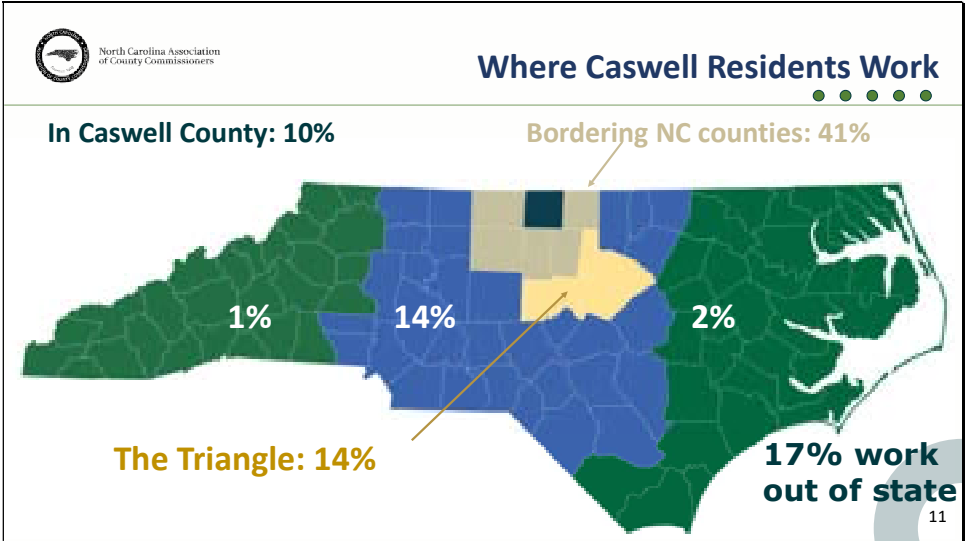 North Carolina Association
of County Commissioners
Where Caswell Residents Work
In Caswell County: 10%
Bordering NC counties: 41%
1%
14%
2%
The Triangle: 14%
17% work
out of state
11